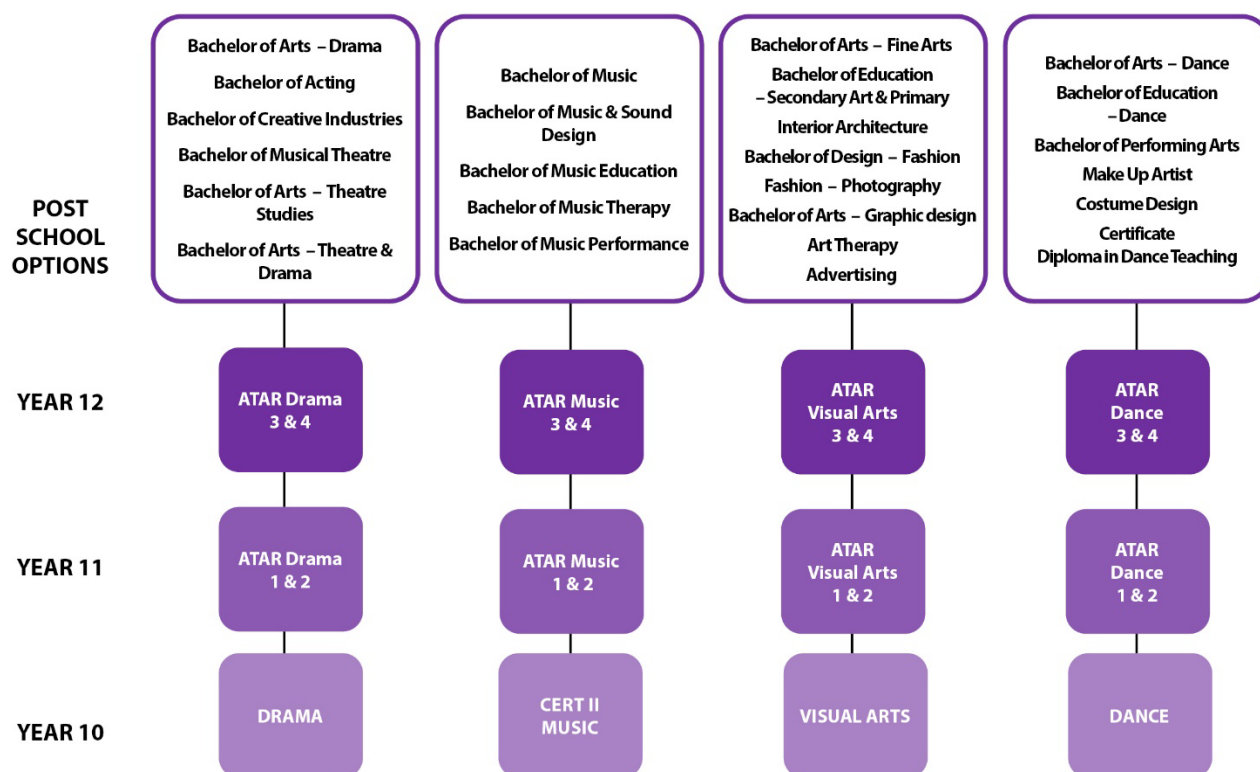 POST
SCHOOL
OPTIONS
Bachelor of Arts – Drama
Bachelor of Acting
Bachelor of Creative Industries
Bachelor of Musical Theatre
Bachelor of Arts – Theatre
Studies
Bachelor of Arts – Theatre &
Drama
Bachelor of Music
Bachelor of Music & Sound
Design
Bachelor of Music Education
Bachelor of Music Therapy
Bachelor of Music Performance
Bachelor of Arts – Fine Arts
Bachelor of Education
– Secondary Art & Primary
Interior Architecture
Bachelor of Design – Fashion
Fashion – Photography
Bachelor of Arts – Graphic design
Art Therapy
Advertising
Bachelor of Arts – Dance
Bachelor of Education
– Dance
Bachelor of Performing Arts
Make Up Artist
Costume Design
Certificate
Diploma in Dance Teaching
YEAR 12
ATAR Drama
3 & 4
ATAR Music
3 & 4
ATAR
Visual Arts
3 & 4
ATAR
Dance
3 & 4
YEAR 11
ATAR Drama
1 & 2
ATAR Music
1 & 2
ATAR
Visual Arts
1 & 2
ATAR
Dance
1 & 2
YEAR 10
DRAMA
CERT II
MUSIC
VISUAL ARTS
DANCE